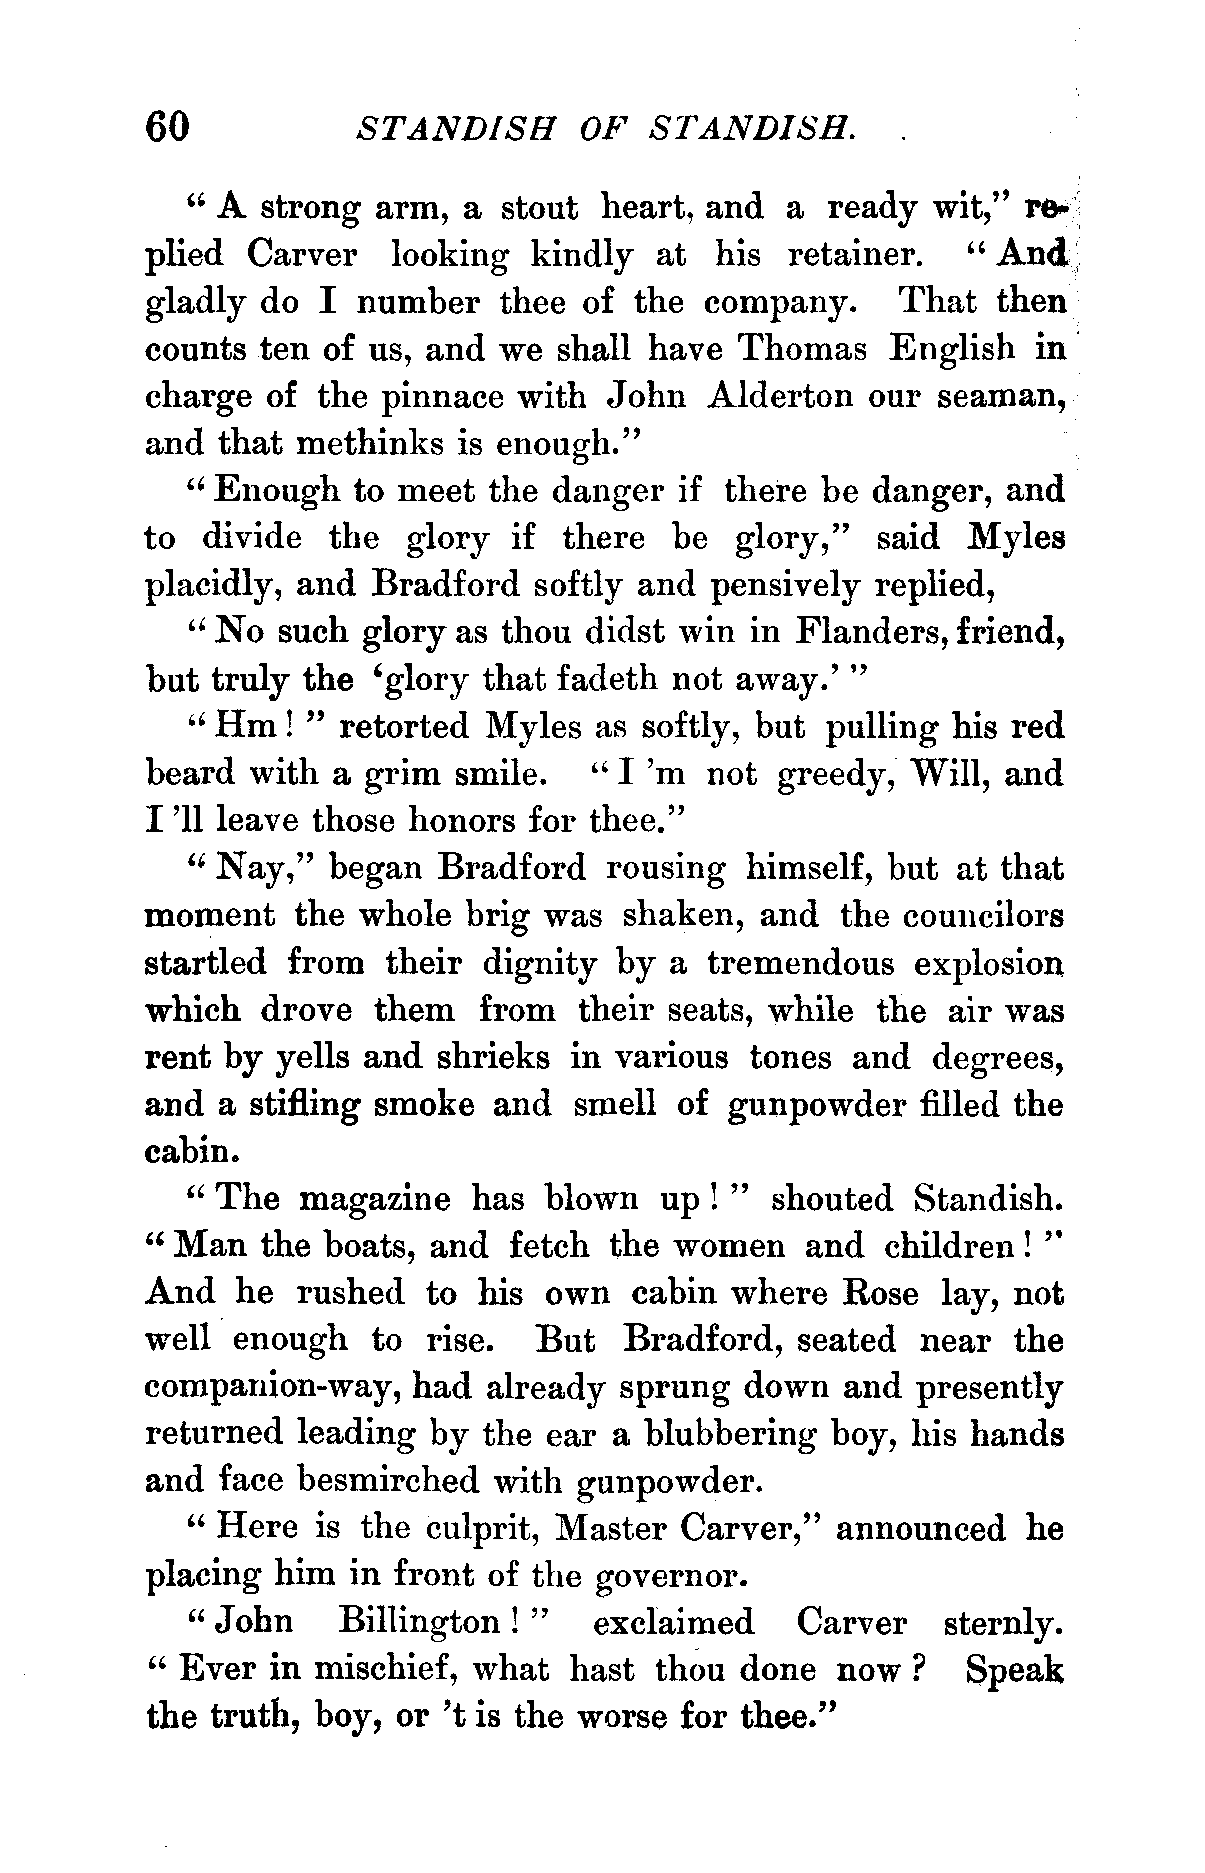 60 STANDISH OF STANDISH.
“ A strong arm, a stout heart, and a ready wit,” re-
plied Carver looking kindly at his retainer. “ And
gladly do I number thee of the company. That then
counts ten of us, and we shall have Thomas English in
charge of the pinnace with John Alderton our seaman,
and that methinks is enough.”
“ Enough to meet the danger if there be danger, and
to divide the glory if there be glory,” said Myles
placidly, and Bradford softly and pensively replied,
“ No such glory as thou didst win in Flanders, friend,
but truly the ‘glory that fadeth not away.’ ”
“ Hm ! ” retorted Myles as softly, but pulling his red
beard with a grim smile. “ I ’m not greedy, Will, and
I ’ll leave those honors for thee.”
“ Nay,” began Bradford rousing himself, but at that
moment the whole brig was shaken, and the councilors
startled from their dignity by a tremendous explosion
which drove them from their seats, while the air was
rent by yells and shrieks in various tones and degrees,
and a stifling smoke and smell of gunpowder filled the
cabin.
“ The magazine has blown up ! ” shouted Standish.
“ Man the boats, and fetch the women and children ! ”
And he rushed to his own cabin where Rose lay, not
well enough to rise. But Bradford, seated near the
companion-way, had already sprung down and presently
returned leading by the ear a blubbering boy, his hands
and face besmirched with gunpowder.
“ Here is the culprit, Master Carver,” announced he
placing him in front of the governor.
“ John Billington ! ” exclaimed Carver sternly.
“ Ever in mischief, what hast thou done now ? Speak
the truth, boy, or ’t is the worse for thee.”